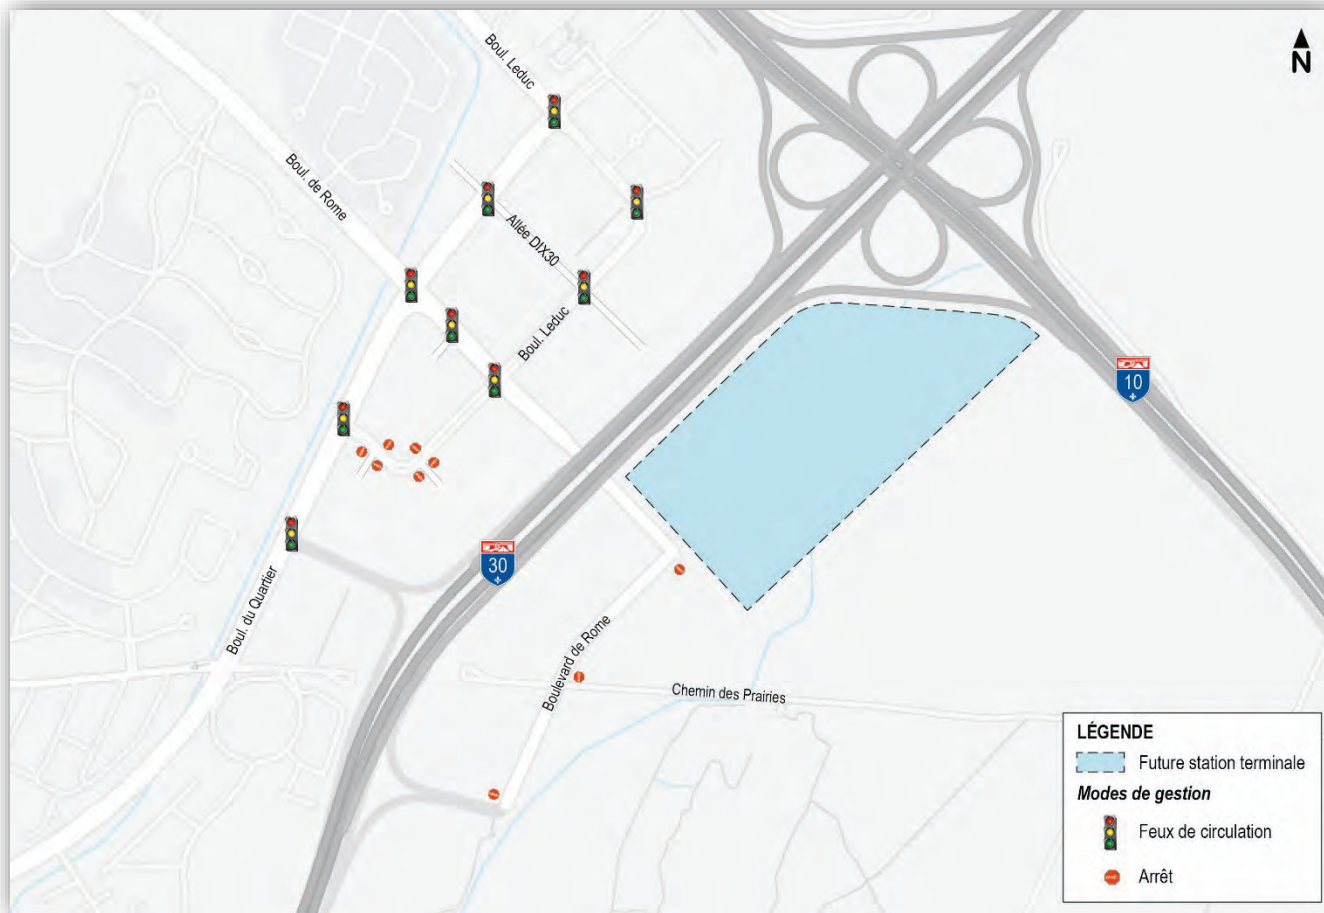 Boul. Leduc
N
Boul. de Rome
Allée DIX30
Boul. Leduc
10
30
Boul. du Quartier
Boulevard de Rome
Chemin des Prairies
LÉGENDE
Future station terminale
Modes de gestion
Feux de circulation
Arrêt